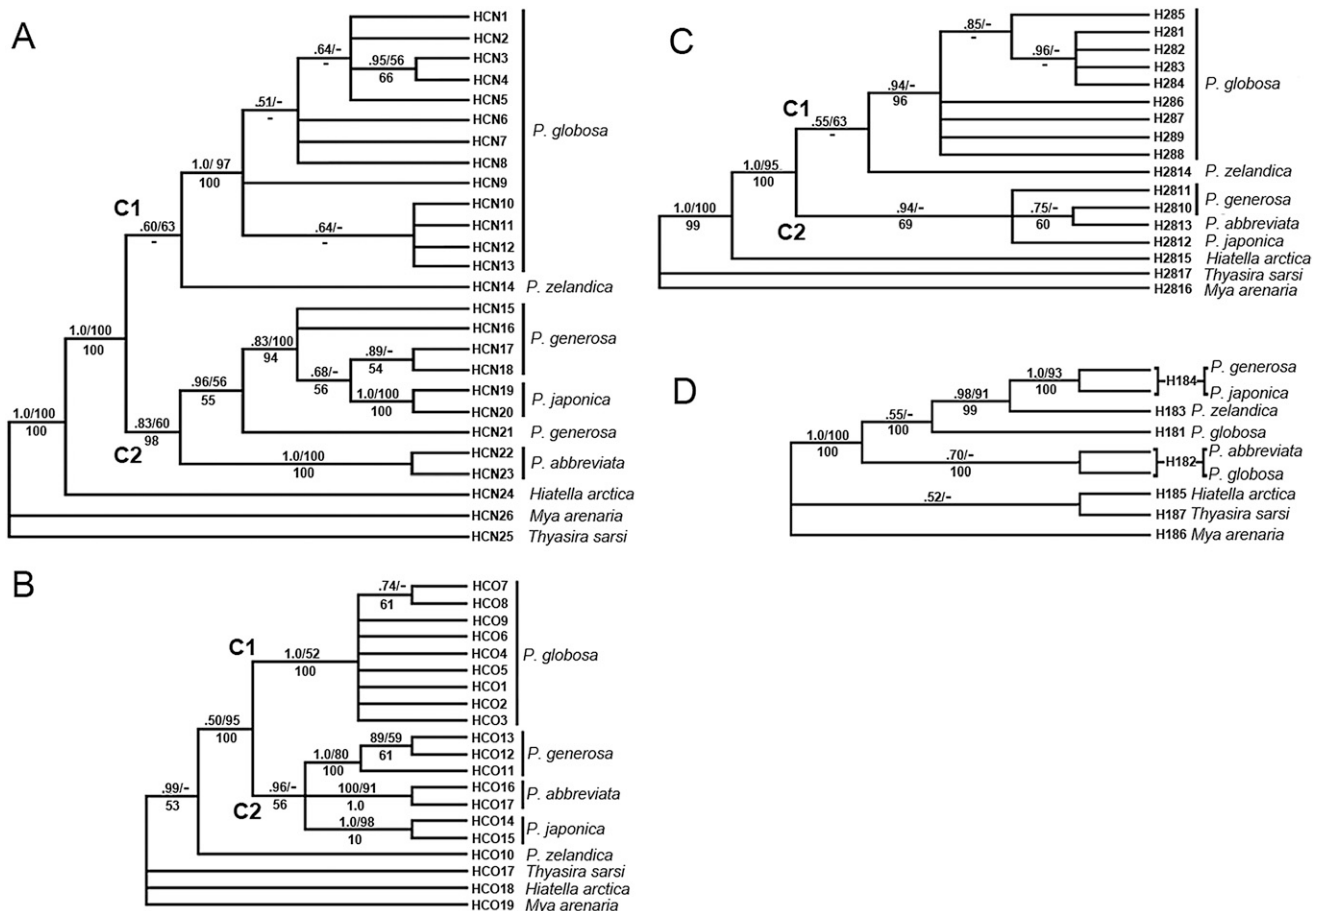 A
HCN1
HCN2
.64/-
-
.95/56
66
HCN3
HCN4
HCN5
.51/-
-
HCN6
P. globosa
HCN7
HCN8
1.0/ 97
100
HCN9
HCN10
C1
.60/63
-
.64/-
-
HCN11
HCN12
HCN13
HCN14 P. zelandica
HCN15
1.0/100
100
HCN16
P. generosa
.83/100
94
.89/-
54
HCN17
.68/-
56
HCN18
.96/56
55
1.0/100
100
HCN19
P. japonica
HCN20
1.0/100
100
.83/60
98
C2
HCN21 P. generosa
1.0/100
100
HCN22
P. abbreviata
HCN23
HCN24 Hiatella arctica
HCN26 Mya arenaria
HCN25 Thyasira sarsi
B
.74/-
61
HCO7
HCO8
HCO9
HCO6
C1
1.0/52
100
HCO4
P. globosa
HCO5
HCO1
HCO2
HCO3
.50/95
100
89/59
61
HCO13
1.0/80
100
HCO12
P. generosa
HCO11
.99/-
53
.96/-
56
C2
100/91
1.0
HCO16
P. abbreviata
HCO17
1.0/98
10
HCO14
P. japonica
HCO15
HCO10 P. zelandica
HCO17 Thyasira sarsi
HCO18 Hiatella arctica
HCO19 Mya arenaria
C
.85/-
-
H285
H281
.96/-
-
H282
H283
H284
P. globosa
.94/-
96
H286
C1
.55/63
-
H287
H289
H288
1.0/95
100
H2814 P. zelandica
H2811
P. generosa
1.0/100
99
.94/-
69
.75/-
60
H2810
C2
H2813 P. abbreviata
H2812 P. japonica
H2815 Hiatella arctica
H2817 Thyasira sarsi
H2816 Mya arenaria
D
1.0/93
100
P. generosa
H184
P. japonica
.98/91
99
H183 P. zelandica
.55/-
100
H181 P. globosa
1.0/100
100
.70/-
100
P. abbreviata
H182
P. globosa
.52/-
H185 Hiatella arctica
H187 Thyasira sarsi
H186 Mya arenaria